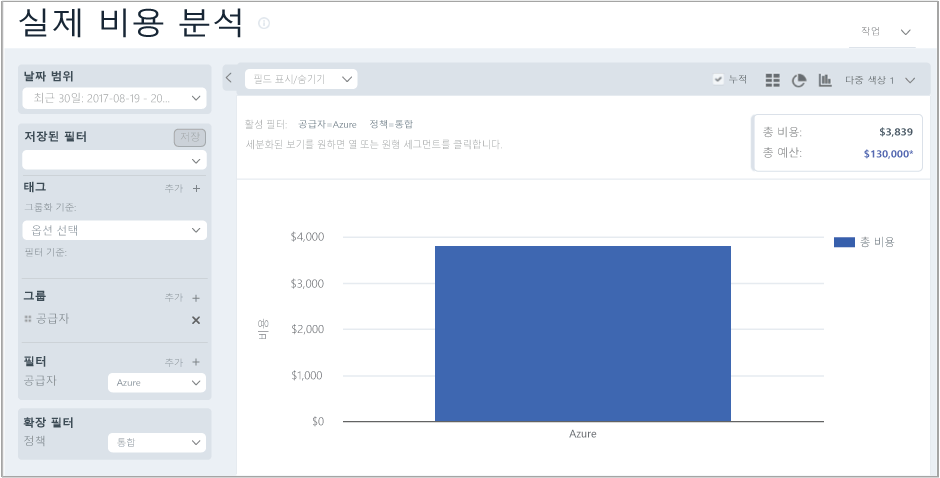 실제 비용 분석
작업
날짜 범위
최근 30일: 2017-08-19 - 20...
저장된 필터
저장
태그
추가 +
그룹화 기준:
옵션 선택
필터 기준:
그룹
추가 +
공급자
필터
추가 +
공급자
Azure
확장 필터
정책
통합
필드 표시/숨기기
누적
다중 색상 1
활성 필터: 공급자=Azure 정책=통합
세분화된 보기를 원하면 열 또는 원형 세그먼트를 클릭합니다.
총 비용: $3,839
총 예산: $130,000*
$4,000
$3,000
$2,000
$1,000
$0
비용
Azure
총 비용